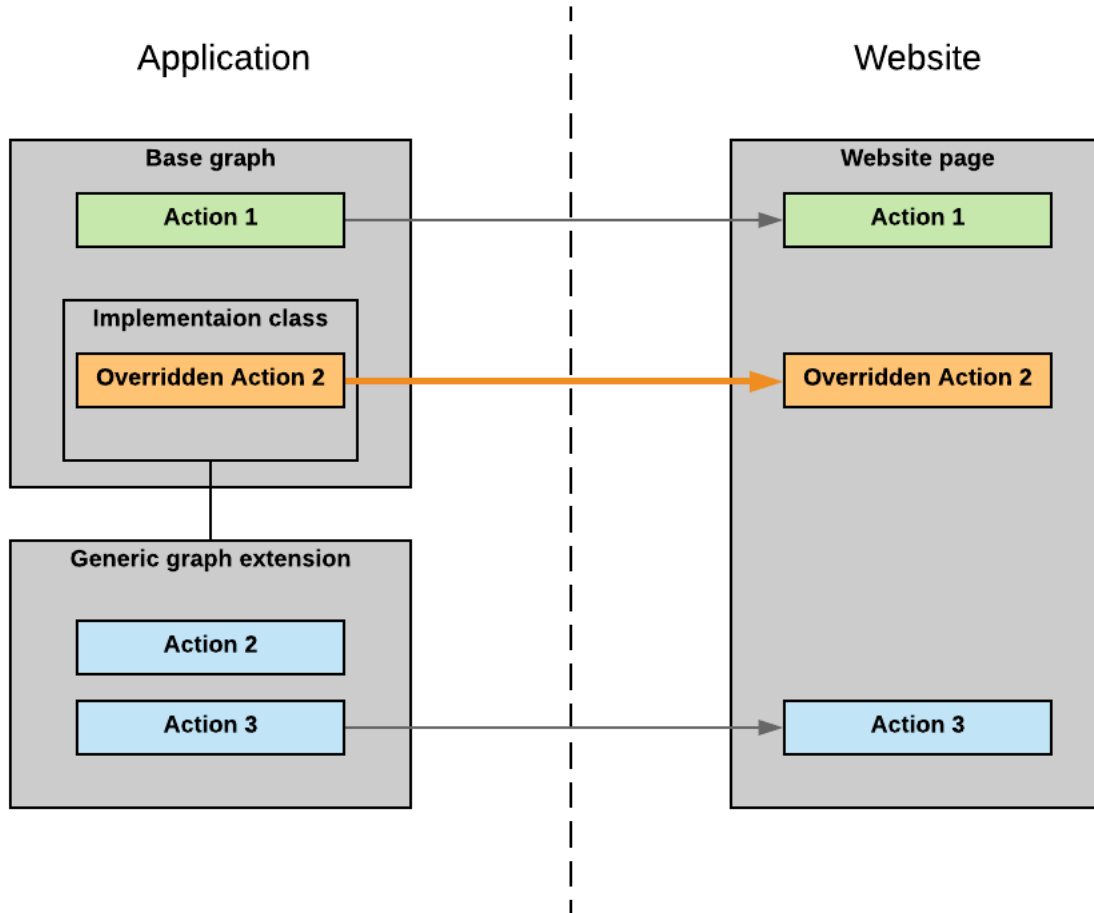 Application
Website
Base graph
Action 1
Implementaion class
Overridden Action 2
Generic graph extension
Action 2
Action 3
Website page
Action 1
Overridden Action 2
Action 3